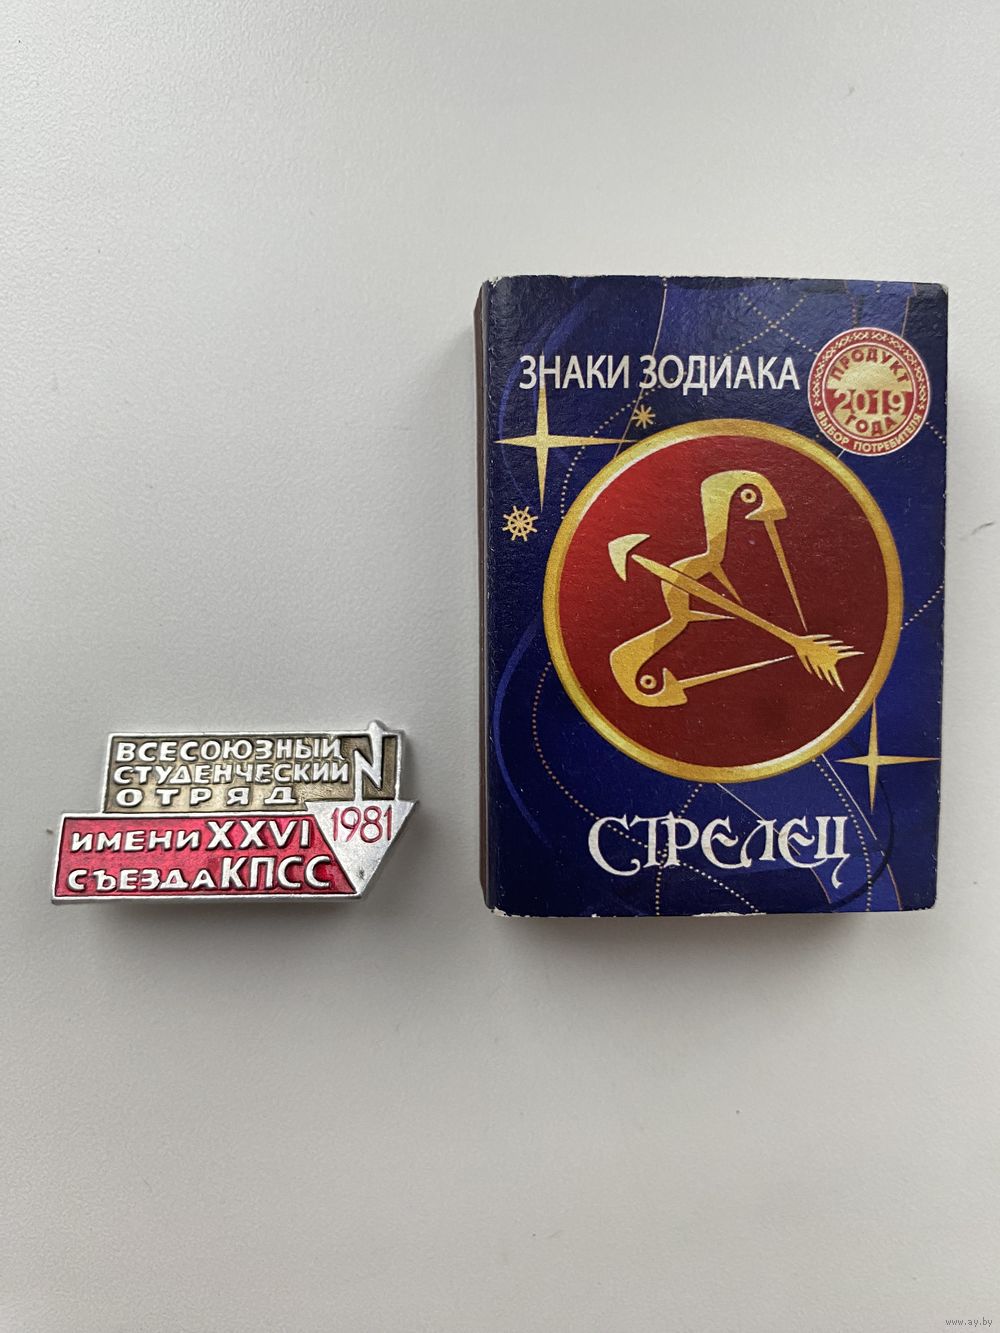 ВСЕСОЮЗНЫЙ
СТУДЕНЧЕСКИЙ
ОТРЯД
ИМЕНИ XXVI
СЪЕЗДА КПСС
1981
ЗНАКИ ЗОДИАКА
ПРОДУКТ
2019
ГОДА
ВЫБОР ПОТРЕБИТЕЛЯ
СТРЕЛЕЦ
www.ay.by